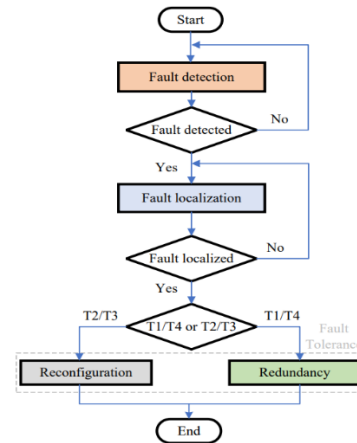 Start
Fault detection
Fault detected
No
Yes
Fault localization
Fault localized
No
Yes
T2/T3
T1/T4 or T2/T3
T1/T4
Fault
Tolerance
Reconfiguration
Redundancy
End